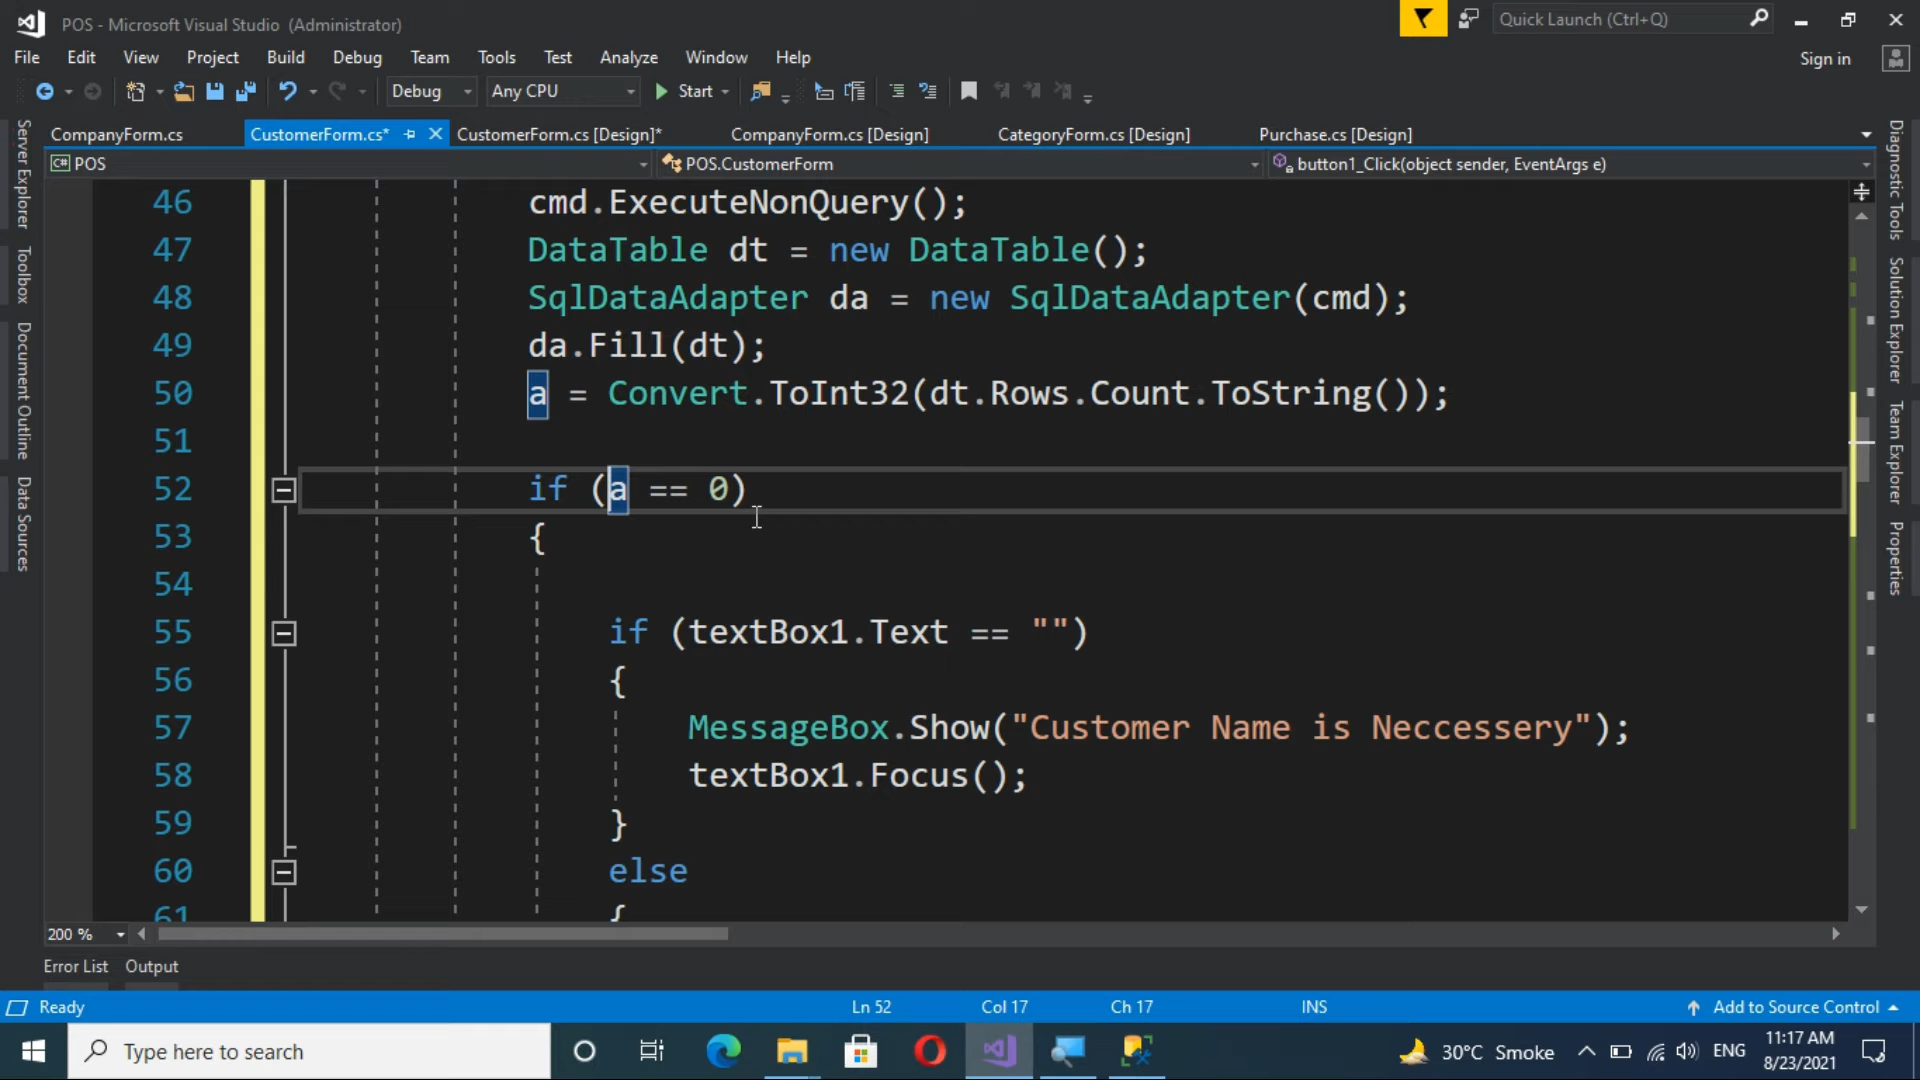 POS - Microsoft Visual Studio (Administrator)
Quick Launch (Ctrl+Q)
File Edit View Project Build Debug Team Tools Test Analyze Window Help
Sign in
Debug Any CPU Start
CompanyForm.cs CustomerForm.cs* CustomerForm.cs [Design]* CompanyForm.cs [Design] CategoryForm.cs [Design] Purchase.cs [Design]
C# POS POS.CustomerForm button1_Click(object sender, EventArgs e)
Server Explorer
Toolbox
Document Outline
Data Sources
46 cmd.ExecuteNonQuery();
47 DataTable dt = new DataTable();
48 SqlDataAdapter da = new SqlDataAdapter(cmd);
49 da.Fill(dt);
50 a = Convert.ToInt32(dt.Rows.Count.ToString());
51
52 if (a == 0)
53 {
54
55 if (textBox1.Text == "")
56 {
57 MessageBox.Show("Customer Name is Neccessery");
58 textBox1.Focus();
59 }
60 else
61 {
Diagnostic Tools
Solution Explorer
Team Explorer
Properties
200 %
Error List Output
Ready Ln 52 Col 17 Ch 17 INS Add to Source Control
Type here to search
30°C Smoke ENG
11:17 AM
8/23/2021